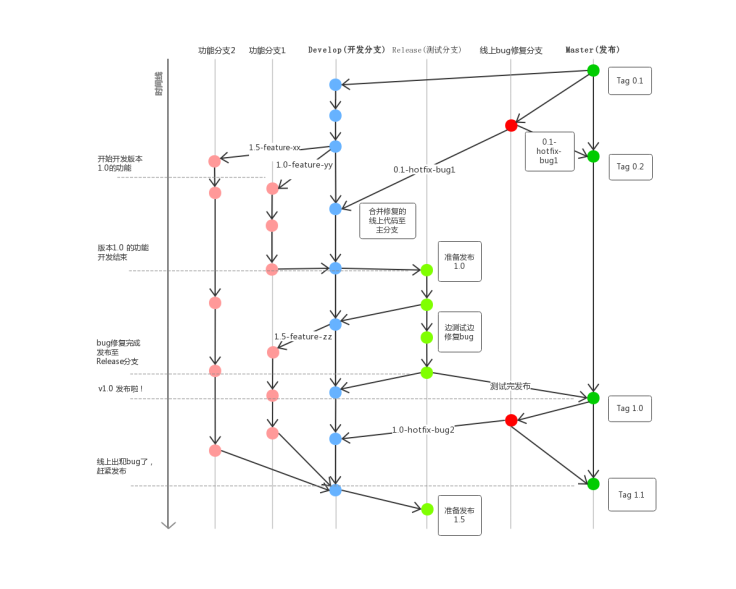 功能分支2
功能分支1
Develop(开发分支)
Release(测试分支)
线上bug修复分支
Master(发布)
时间线
Tag 0.1
0.1-
hotfix-
bug1
1.5-feature-xx
开始开发版本
1.0的功能
1.0-feature-yy
0.1-hotfix-bug1
Tag 0.2
合并修复的
线上代码至
主分支
版本1.0 的功能
开发结束
准备发布
1.0
边测试边
修复bug
1.5-feature-zz
bug修复完成
发布至
Release分支
v1.0 发布啦！
测试完发布
Tag 1.0
1.0-hotfix-bug2
线上出现bug了，
赶紧发布
Tag 1.1
准备发布
1.5